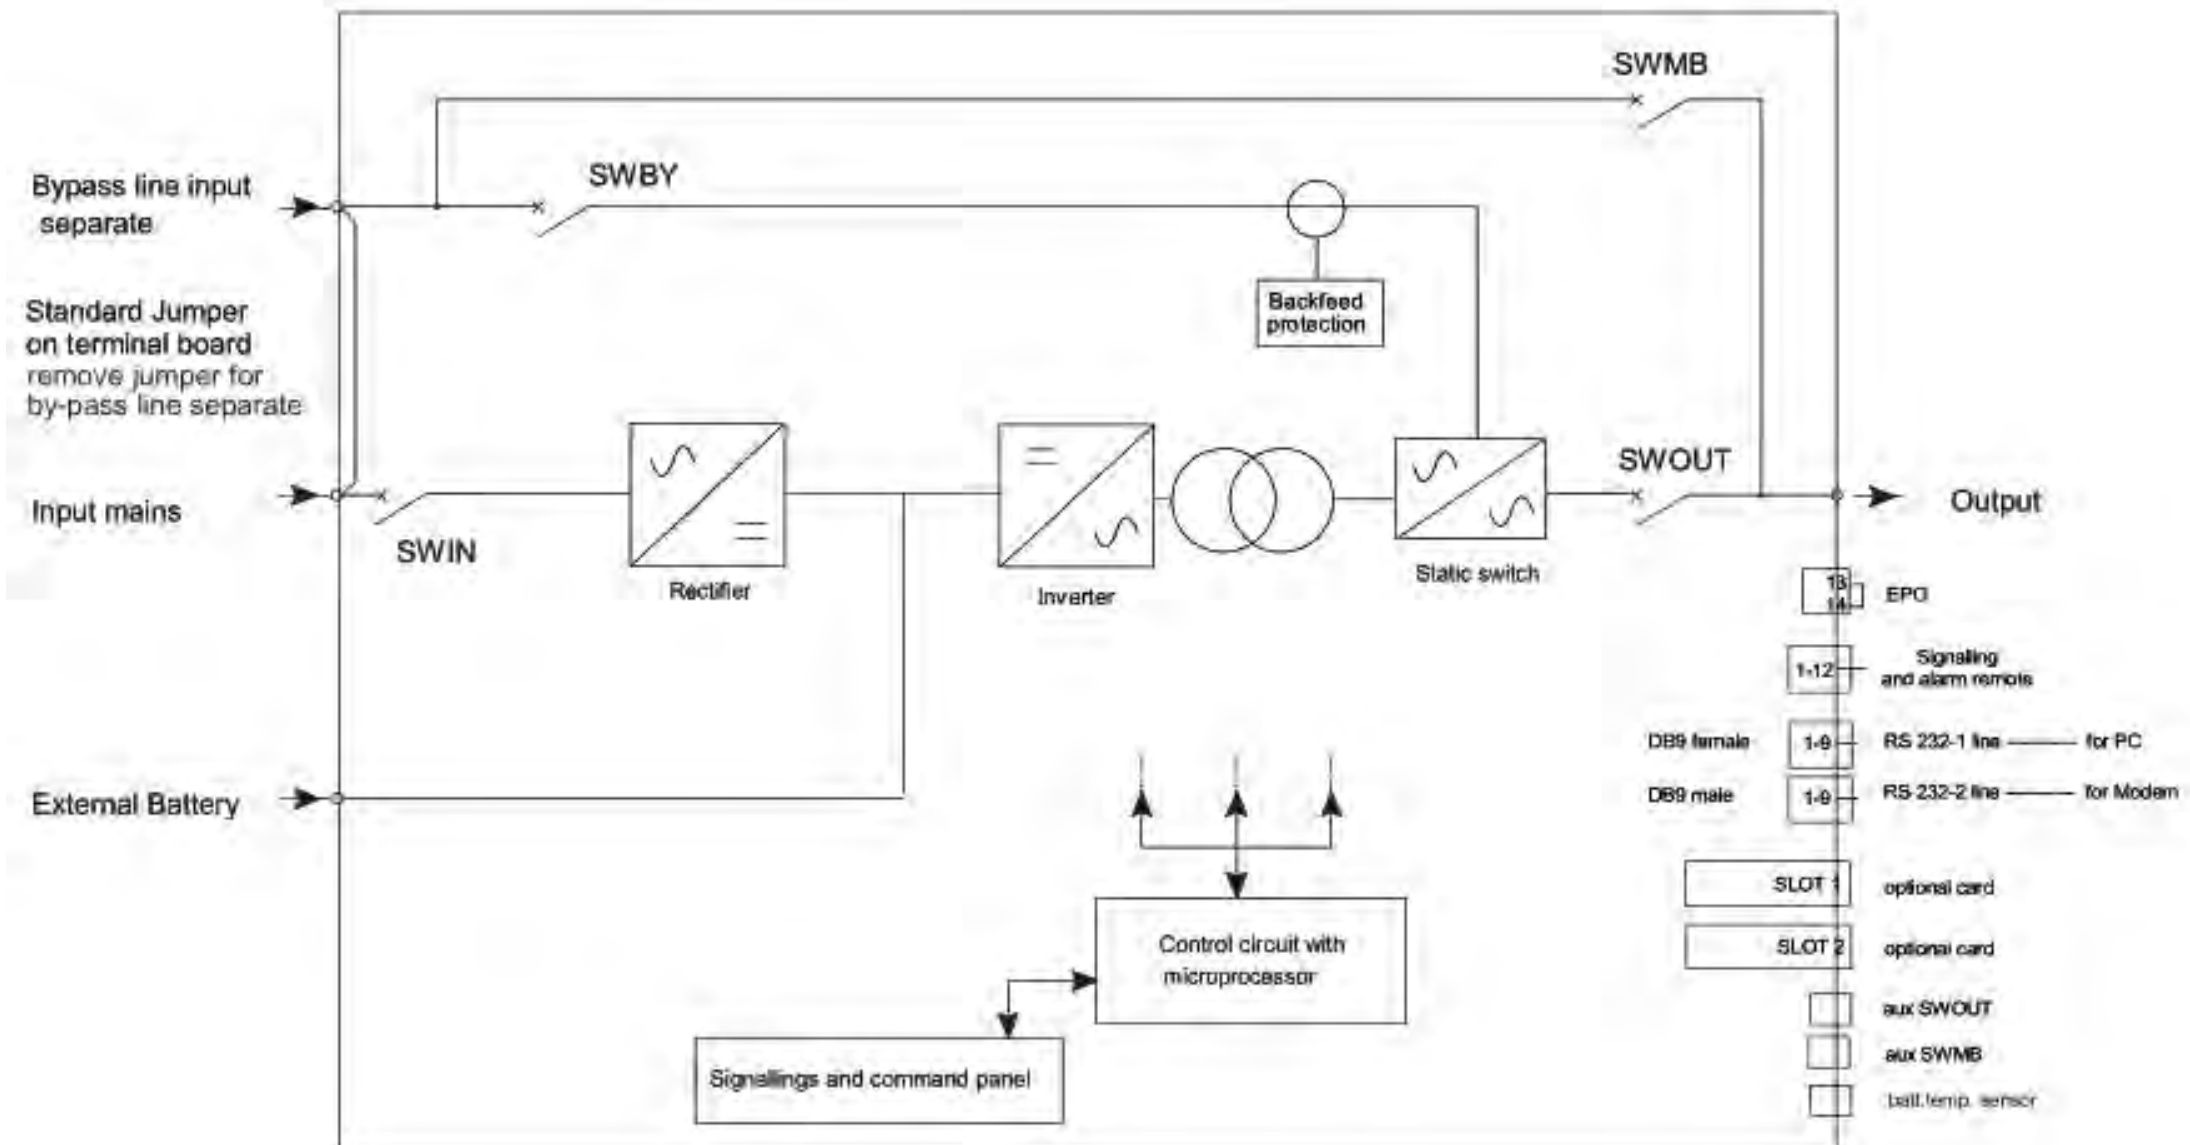 SWMB
SWBY
Bypass line input
separate
Backfeed
protection
Standard Jumper
on terminal board
remove jumper for
by-pass line separate
SWOUT
Input mains
Output
SWIN
Rectifier
Inverter
Static switch
13
14
EPO
1-12
Signalling
and alarm remote
DB9 female
1-9
RS 232-1 line
for PC
DB9 male
1-9
RS 232-2 line
for Modem
External Battery
SLOT 1
optional card
SLOT 2
optional card
Control circuit with
microprocessor
aux SWOUT
aux SWMB
Signallings and command panel
batt.temp. sensor